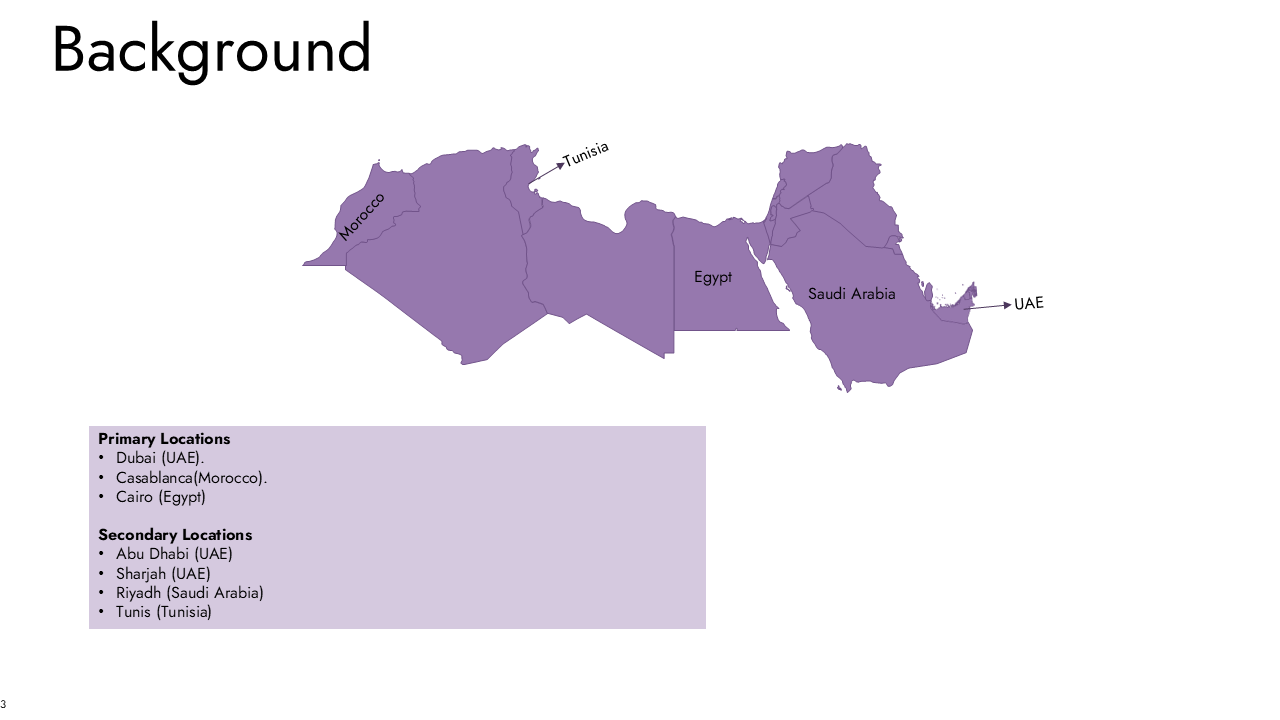 Background
Tunisia
Morocco
Egypt
Saudi Arabia
UAE
Primary Locations
• Dubai (UAE).
• Casablanca(Morocco).
• Cairo (Egypt)
Secondary Locations
• Abu Dhabi (UAE)
• Sharjah (UAE)
• Riyadh (Saudi Arabia)
• Tunis (Tunisia)
3